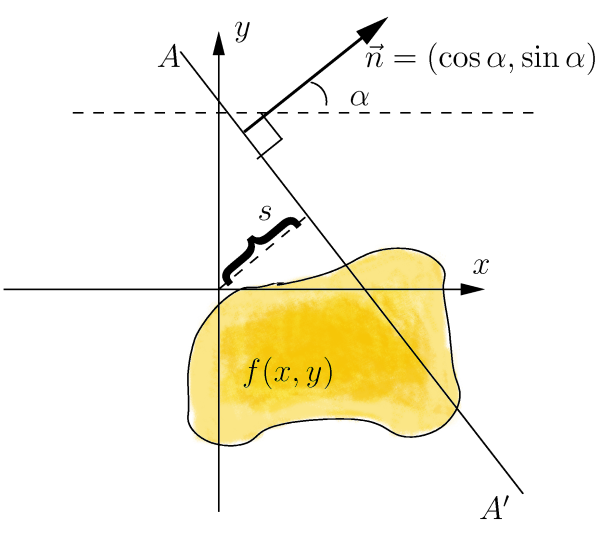 y
A
n⃗ = (cos α, sin α)
α
s
x
f(x, y)
A′